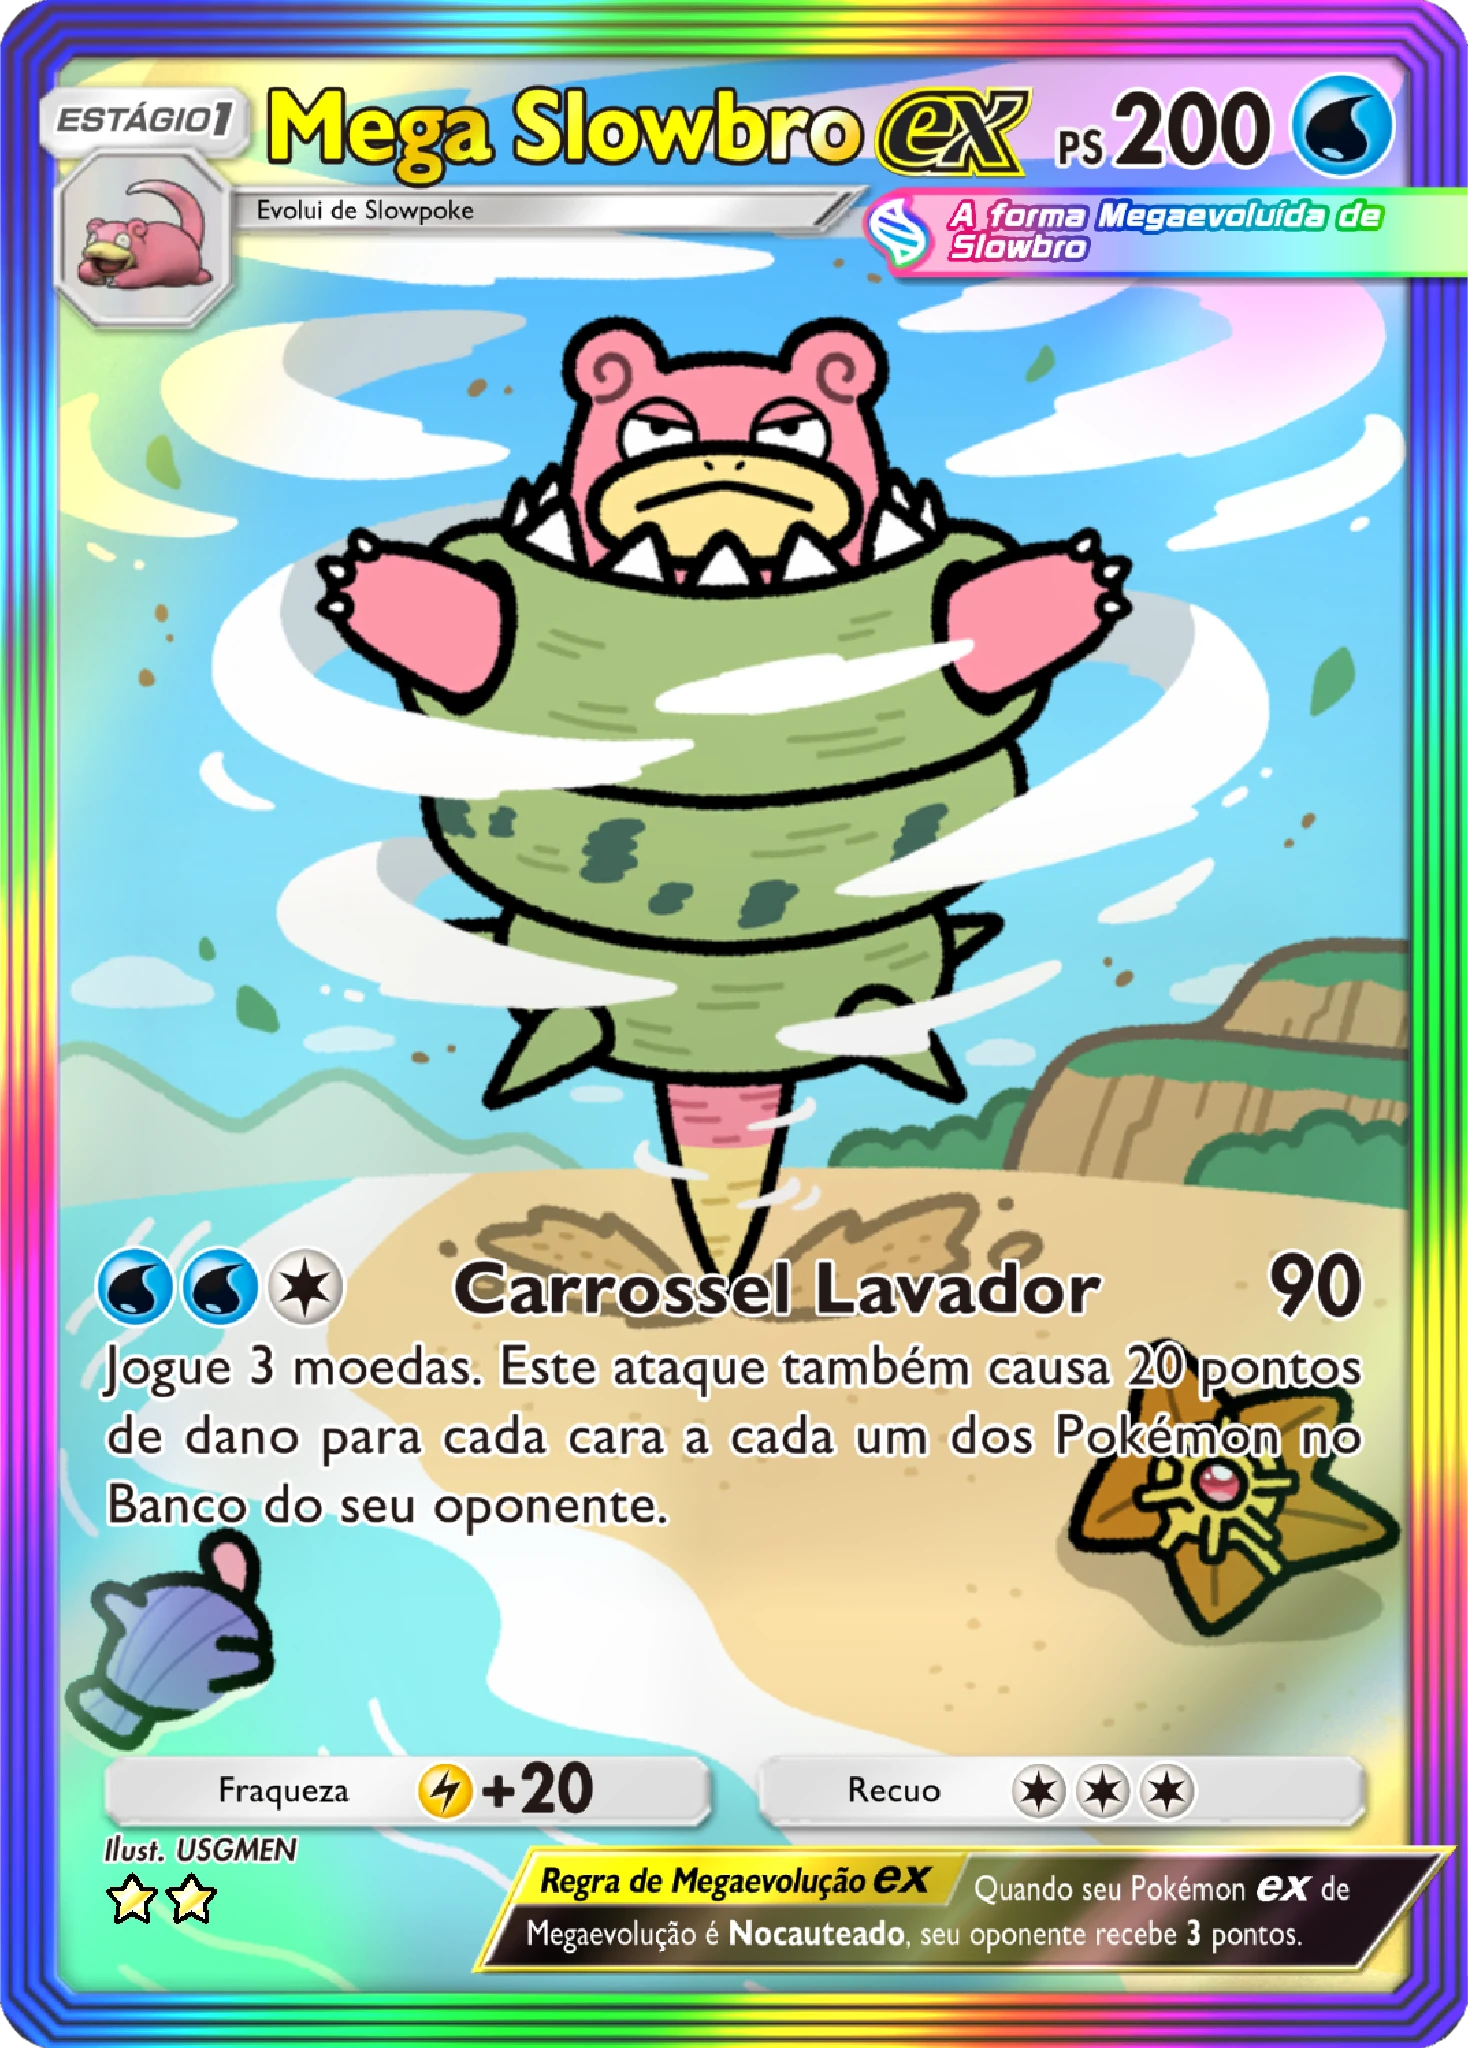 ESTÁGIO1
Mega Slowbro ex PS 200
Evolui de Slowpoke
A forma Megaevoluída de
Slowbro
Carrossel Lavador 90
Jogue 3 moedas. Este ataque também causa 20 pontos
de dano para cada cara a cada um dos Pokémon no
Banco do seu oponente.
Fraqueza +20
Recuo
Ilust. USGMEN
Regra de Megaevolução ex Quando seu Pokémon ex de
Megaevolução é Nocauteado, seu oponente recebe 3 pontos.